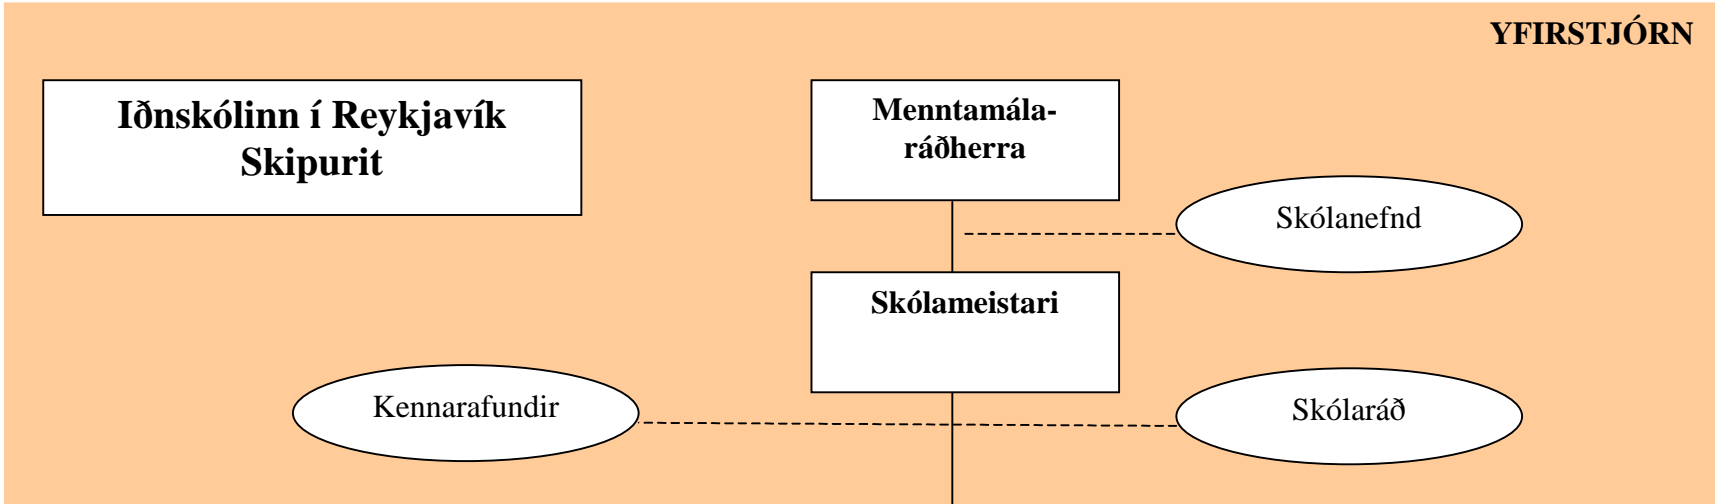 YFIRSTJÓRN
Iðnskólinn í Reykjavík
Skipurit
Menntamála-
ráðherra
Skólanefnd
Skólameistari
Kennarafundir
Skólaráð